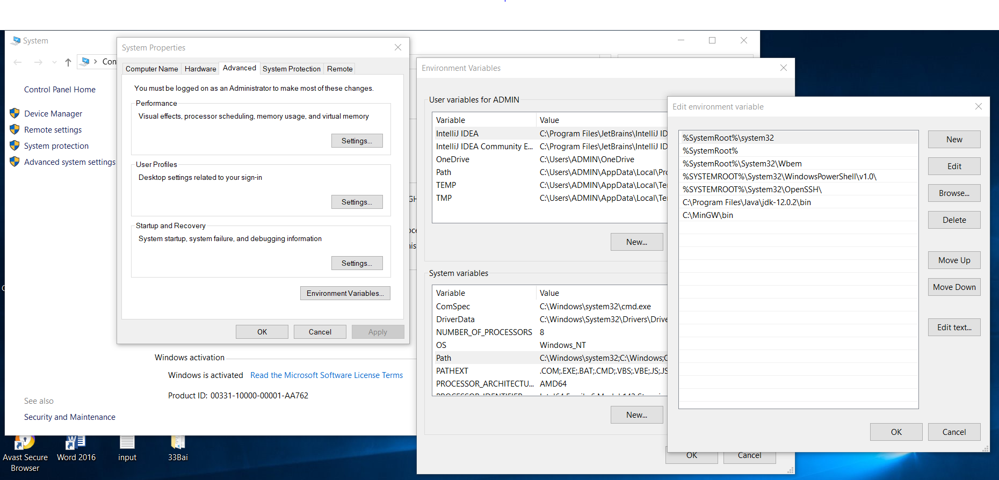 System
Con
Control Panel Home
Device Manager
Remote settings
System protection
Advanced system settings
System Properties
Computer Name
Hardware
Advanced
System Protection
Remote
You must be logged on as an Administrator to make most of these changes.
Performance
Visual effects, processor scheduling, memory usage, and virtual memory
Settings...
User Profiles
Desktop settings related to your sign-in
Settings...
Startup and Recovery
System startup, system failure, and debugging information
Settings...
Environment Variables...
OK
Cancel
Apply
Windows activation
Windows is activated Read the Microsoft Software License Terms
Product ID: 00331-10000-00001-AA762
See also
Security and Maintenance
Environment Variables
User variables for ADMIN
Variable Value
IntelliJ IDEA C:\Program Files\JetBrains\IntelliJ ID
IntelliJ IDEA Community E... C:\Program Files\JetBrains\IntelliJ ID
OneDrive C:\Users\ADMIN\OneDrive
Path C:\Users\ADMIN\AppData\Local\Pro
TEMP C:\Users\ADMIN\AppData\Local\Te
TMP C:\Users\ADMIN\AppData\Local\Te
New...
System variables
Variable Value
ComSpec C:\Windows\system32\cmd.exe
DriverData C:\Windows\System32\Drivers\Drive
NUMBER_OF_PROCESSORS 8
OS Windows_NT
Path C:\Windows\system32;C:\Windows;C
PATHEXT .COM;.EXE;.BAT;.CMD;.VBS;.VBE;.JS;.JS
PROCESSOR_ARCHITECTU... AMD64
New...
OK
Cancel
Edit environment variable
%SystemRoot%\system32
%SystemRoot%
%SystemRoot%\System32\Wbem
%SYSTEMROOT%\System32\WindowsPowerShell\v1.0\
%SYSTEMROOT%\System32\OpenSSH\
C:\Program Files\Java\jdk-12.0.2\bin
C:\MinGW\bin
New
Edit
Browse...
Delete
Move Up
Move Down
Edit text...
OK
Cancel
Avast Secure
Browser
Word 2016
input
33Bai